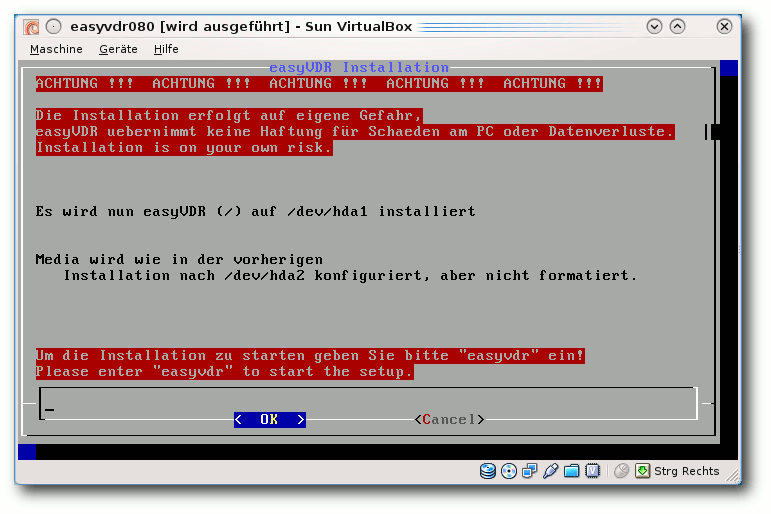 easyvdr080 [wird ausgeführt] - Sun VirtualBox
Maschine Geräte Hilfe
easyVDR Installation
ACHTUNG !!! ACHTUNG !!! ACHTUNG !!! ACHTUNG !!! ACHTUNG !!!
Die Installation erfolgt auf eigene Gefahr,
easyVDR uebernimmt keine Haftung für Schaeden am PC oder Datenverluste.
Installation is on your own risk.
Es wird nun easyVDR (/) auf /dev/hda1 installiert
Media wird wie in der vorherigen
Installation nach /dev/hda2 konfiguriert, aber nicht formatiert.
Um die Installation zu starten geben Sie bitte "easyvdr" ein!
Please enter "easyvdr" to start the setup.
< OK > <Cancel>
Strg Rechts